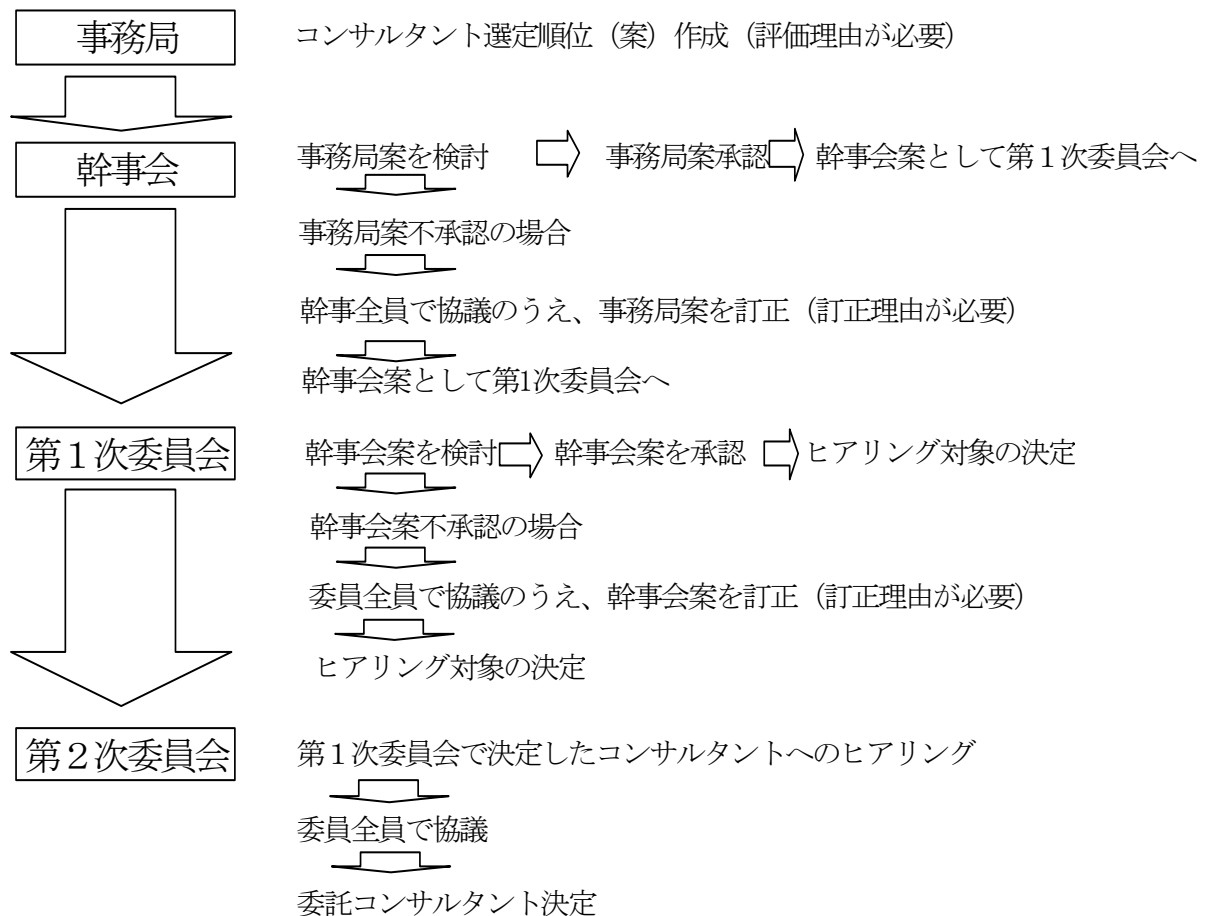 事務局　コンサルタント選定順位（案）作成（評価理由が必要）
幹事会　事務局案を検討　事務局案承認　幹事会案として第１次委員会へ
事務局案不承認の場合
幹事全員で協議のうえ、事務局案を訂正（訂正理由が必要）
幹事会案として第1次委員会へ
第１次委員会　幹事会案を検討　幹事会案を承認　ヒアリング対象の決定
幹事会案不承認の場合
委員全員で協議のうえ、幹事会案を訂正（訂正理由が必要）
ヒアリング対象の決定
第２次委員会　第１次委員会で決定したコンサルタントへのヒアリング
委員全員で協議
委託コンサルタント決定